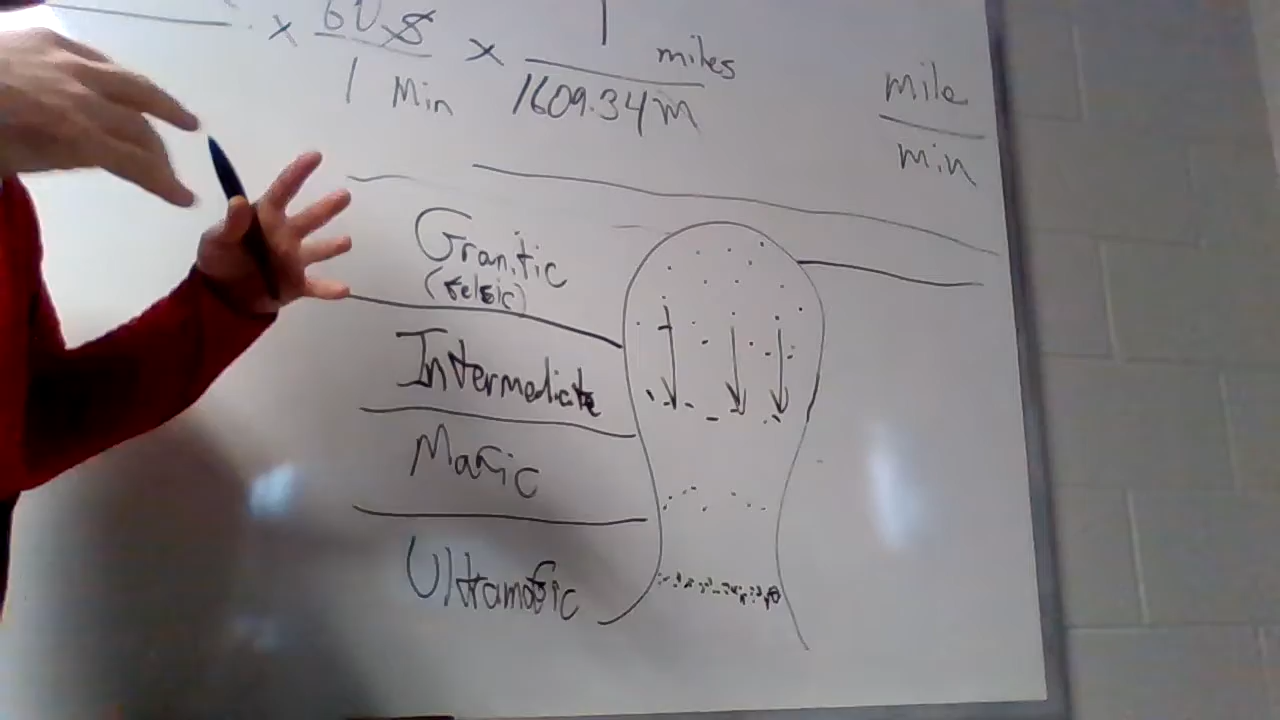 × 60 s × 1 miles
1 Min 1609.34 m
mile
min
Granitic
(felsic)
Intermediate
Mafic
Ultramafic